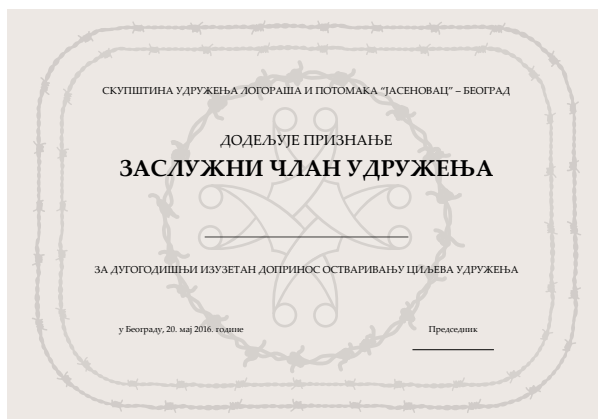 СКУПШТИНА УДРУЖЕЊА ЛОГОРАША И ПОТОМАКА “ЈАСЕНОВАЦ” – БЕОГРАД
ДОДЕЉУЈЕ ПРИЗНАЊЕ
ЗАСЛУЖНИ ЧЛАН УДРУЖЕЊА
ЗА ДУГОГОДИШЊИ ИЗУЗЕТАН ДОПРИНОС ОСТВАРИВАЊУ ЦИЉЕВА УДРУЖЕЊА
у Београду, 20. мај 2016. године Председник